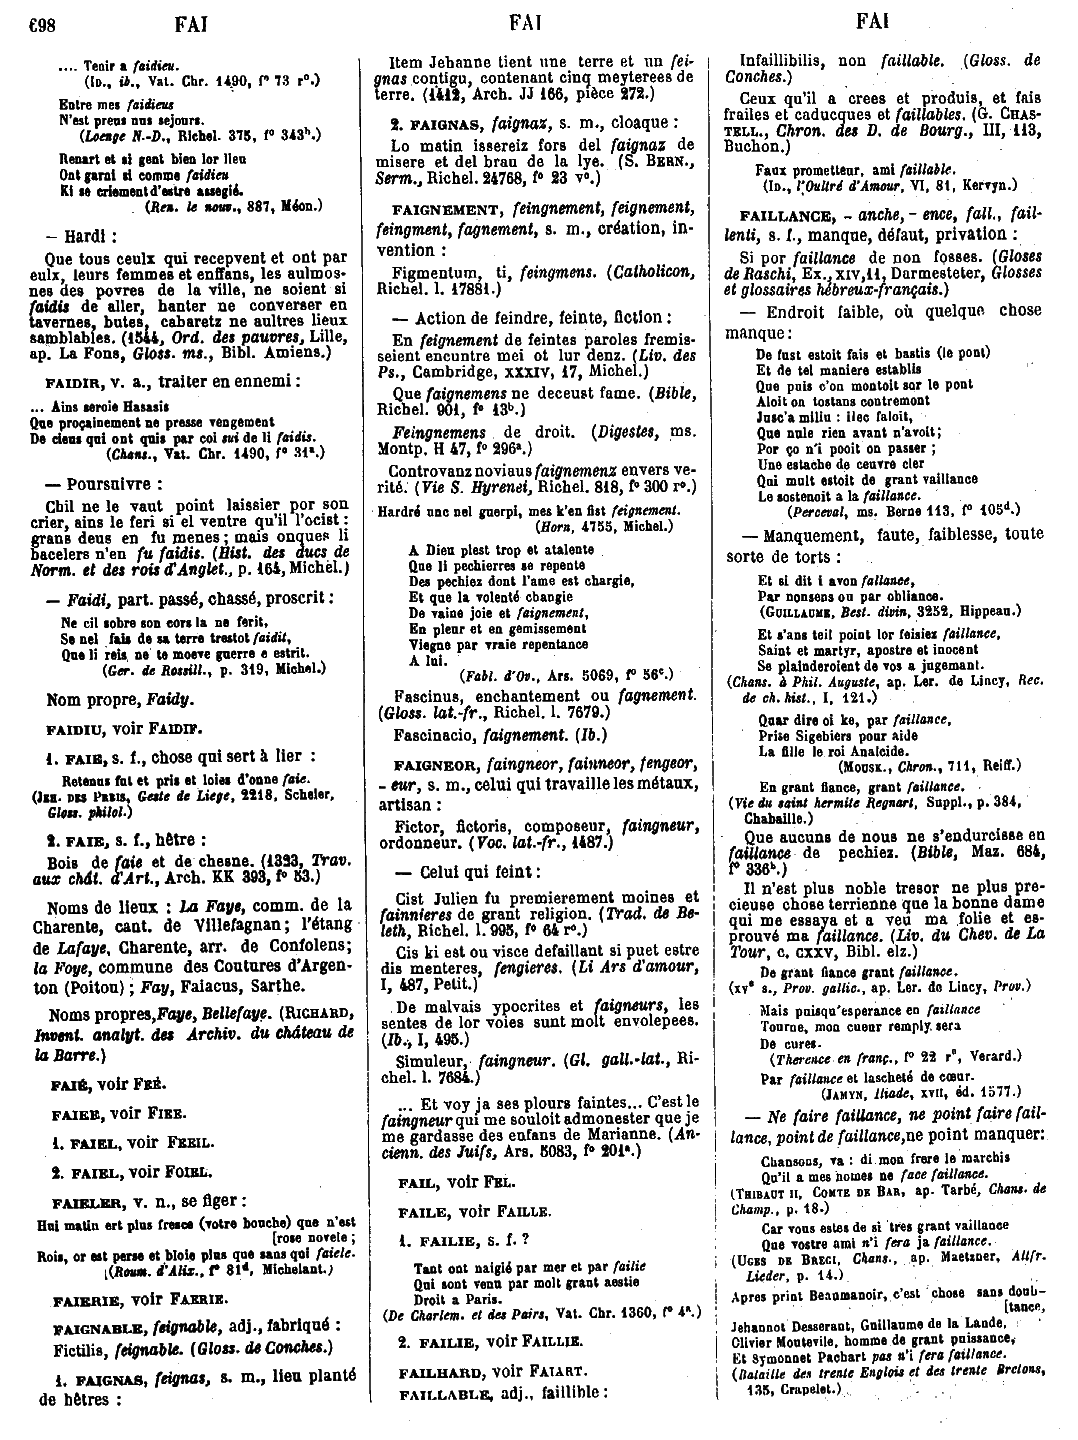 698 FAI FAI FAI
.... Tenir a faidieu.
(ID., ib., Vat. Chr. 1490, f° 73 r°.)
Entre mes faidieus
N'est preus nus sejours.
(Loenge N.-D., Richel. 375, f° 343b.)
Renart et si gent bien lor lieu
Ont garni si comme faidieu
Ki se criement d'estre assegié.
(Ren. le nouv., 887, Méon.)
— Hardi :
Que tous ceulx qui recepvent et ont par
eulx, leurs femmes et enffans, les aulmos-
nes des povres de la ville, ne soient si
faidis de aller, hanter ne converser en
tavernes, butes, cabaretz ne aultres lieux
samblables. (1544, Ord. des pauvres, Lille,
ap. La Fons, Gloss. ms., Bibl. Amiens.)
FAIDIR, v. a., traiter en ennemi :
... Ains seroie Hasasis
Que proçainement ne presse vengement
De cieus qui ont quis par coi sui de li faidis.
(Chans., Vat. Chr. 1490, f° 31a.)
— Poursuivre :
Chil ne le vaut point laissier por son
crier, ains le feri si el ventre qu'il l'ocist :
grans deus en fu menes ; mais onques li
bacelers n'en fu faidis. (Hist. des ducs de
Norm. et des rois d'Anglet., p. 164, Michel.)
— Faidi, part. passé, chassé, proscrit :
Ne cil sobre son cors la ne ferit,
Se nel fais de sa terre trestot faidit,
Que li reis ne te moeve guerre e estrit.
(Ger. de Rossill., p. 319, Michel.)
Nom propre, Faidy.
FAIDIU, voir FAIDIF.
1. FAIE, s. f., chose qui sert à lier :
Retenus fut et pris et loies d'onne faie.
(JEH. DES PREIS, Geste de Liege, 2218, Scheler,
Gloss. philol.)
2. FAIE, s. f., hêtre :
Bois de faie et de chesne. (1323, Trav.
aux chât. d'Art., Arch. KK 393, f° 53.)
Noms de lieux : La Faye, comm. de la
Charente, cant. de Villefagnan ; l'étang
de Lafaye, Charente, arr. de Confolens ;
la Foye, commune des Coutures d'Argen-
ton (Poitou) ; Fay, Faiacus, Sarthe.
Noms propres, Faye, Bellefaye. (RICHARD,
Invent. analyt. des Archiv. du château de
la Barre.)
FAIÉ, voir FEÉ.
FAIEE, voir FIEE.
1. FAIEL, voir FEEIL.
2. FAIEL, voir FOIEL.
FAIELER, v. n., se figer :
Hui matin ert plus fresce (votre bouche) que n'est
[rose novele ;
Rois, or est perse et bloie plus que sans qui faiele.
(Roum. d'Alix., f° 81d, Michelant.)
FAIERIE, voir FAERIE.
FAIGNABLE, feignable, adj., fabriqué :
Fictilis, feignable. (Gloss. de Conches.)
1. FAIGNAS, feignas, s. m., lieu planté
de hêtres :
Item Jehanne tient une terre et un fei-
gnas contigu, contenant cinq meyterees de
terre. (1412, Arch. JJ 166, pièce 272.)
2. FAIGNAS, faignaz, s. m., cloaque :
Lo matin issereiz fors del faignaz de
misere et del brau de la lye. (S. BERN.,
Serm., Richel. 24768, f° 23 v°.)
FAIGNEMENT, feingnement, feignement,
feingment, fagnement, s. m., création, in-
vention :
Figmentum, ti, feingmens. (Catholicon,
Richel. l. 17881.)
— Action de feindre, feinte, fiction :
En feignement de feintes paroles fremis-
seient encuntre mei ot lur denz. (Liv. des
Ps., Cambridge, XXXIV, 17, Michel.)
Que faignemens ne deceust fame. (Bible,
Richel. 901, f° 13b.)
Feingnemens de droit. (Digestes, ms.
Montp. H 47, f° 296a.)
Controvanz noviaus faignemenz envers ve-
rité. (Vie S. Hyrenei, Richel. 818, f° 300 r°.)
Hardré unc nel guerpi, mes k'en fist feignement.
(Horn, 4755, Michel.)
A Dieu plest trop et atalente
Que li pechierres se repente
Des pechiez dont l'ame est chargie,
Et que la volenté changie
De vaine joie et faignement,
En pleur et en gemissement
Viegne par vraie repentance
A lui.
(Fabl. d'Ov., Ars. 5069, f° 56c.)
Fascinus, enchantement ou fagnement.
(Gloss. lat.-fr., Richel. l. 7679.)
Fascinacio, faignement. (Ib.)
FAIGNEOR, faingneor, fainneor, fengeor,
- eur, s. m., celui qui travaille les métaux,
artisan :
Fictor, fictoris, composeur, faingneur,
ordonneur. (Voc. lat.-fr., 1487.)
— Celui qui feint :
Cist Julien fu premierement moines et
fainnieres de grant religion. (Trad. de Be-
leth, Richel. l. 995, f° 64 r°.)
Cis ki est ou visce defaillant si puet estre
dis menteres, fengieres. (Li Ars d'amour,
I, 487, Petit.)
De malvais ypocrites et faigneurs, les
sentes de lor voies sunt molt envolepees.
(Ib., I, 495.)
Simuleur, faingneur. (Gl. gall.-lat., Ri-
chel. l. 7684.)
... Et voy ja ses plours faintes... C'est le
faingneur qui me souloit admonester que je
me gardasse des enfans de Marianne. (An-
cienn. des Juifs, Ars. 5083, f° 201a.)
FAIL, voir FEL.
FAILE, voir FAILLE.
1. FAILIE, s. f. ?
Tant ont naigié par mer et par failie
Qui sont venu par molt grant aestie
Droit a Paris.
(De Charlem. et des Pairs, Vat. Chr. 1360, f° 4a.)
2. FAILIE, voir FAILLIE.
FAILHARD, voir FAIART.
FAILLABLE, adj., faillible :
Infaillibilis, non faillable. (Gloss. de
Conches.)
Ceux qu'il a crees et produis, et fais
frailes et caducques et faillables. (G. CHAS-
TELL., Chron. des D. de Bourg., III, 113,
Buchon.)
Faux prometteur, ami faillable.
(ID., l'Oultré d'Amour, VI, 81, Kervyn.)
FAILLANCE, - anche, - ence, fall., fail-
lenti, s. f., manque, défaut, privation :
Si por faillance de non fosses. (Gloses
de Raschi, Ex., XIV, 11, Darmesteter, Glosses
et glossaires hébreux-français.)
— Endroit faible, où quelque chose
manque :
De fust estoit fais et bastis (le pont)
Et de tel maniere establis
Que puis c'on montoit sor le pont
Aloit on tostans contremont
Jusc'a miliu : ilec faloit,
Que nule rien avant n'avoit ;
Por ço n'i pooit on passer ;
Une estache de ceuvre cler
Qui mult estoit de grant vaillance
Le sostenoit a la faillance.
(Perceval, ms. Berne 113, f° 105d.)
— Manquement, faute, faiblesse, toute
sorte de torts :
Et si dit i avon fallance,
Par nonsens ou par obliance.
(GUILLAUME, Best. divin, 3252, Hippeau.)
Et s'ans teil point lor feisiez faillance,
Saint et martyr, apostre et inocent
Se plainderoient de vos a jugemant.
(Chans. à Phil. Auguste, ap. Ler. de Lincy, Rec.
de ch. hist., I, 121.)
Quar dire oi ke, par faillance,
Prise Sigebiers pour aide
La fille le roi Analcide.
(MOUSK., Chron., 711, Reiff.)
En grant fiance, grant faillance.
(Vie du saint hermite Regnart, Suppl., p. 384,
Chabaille.)
Que aucuns de nous ne s'endurcisse en
faillance de pechiez. (Bible, Maz. 684,
f° 336b.)
Il n'est plus noble tresor ne plus pre-
cieuse chose terrienne que la bonne dame
qui me essaya et a veu ma folie et es-
prouvé ma faillance. (Liv. du Chev. de La
Tour, c. CXXV, Bibl. elz.)
De grant fiance grant faillance.
(XVe s., Prov. gallic., ap. Ler. de Lincy, Prov.)
Mais puisqu'esperance en faillance
Tourne, mon cueur remply sera
De cures.
(Therence en franç., f° 22 r°, Verard.)
Par faillance et lascheté de cœur.
(JAMYN, Iliade, XVII, éd. 1577.)
— Ne faire faillance, ne point faire fail-
lance, point de faillance, ne point manquer :
Chansons, va : di mon frere le marchis
Qu'il a mes homes ne face faillance.
(THIBAUT II, COMTE DE BAR, ap. Tarbé, Chans. de
Champ., p. 18.)
Car vous estes de si tres grant vaillance
Que vostre ami n'i fera ja faillance.
(UGES DE BREGI, Chans., ap. Maetzner, Altfr.
Lieder, p. 14.)
Apres print Beaumanoir, c'est chose sans doub-
[tance,
Jehannot Desserant, Guillaume de la Lande,
Olivier Montevile, homme de grant puissance,
Et Symonnet Pachart pas n'i fera faillance.
(Bataille des trente Englois et des trente Bretons,
135, Crapelet.)